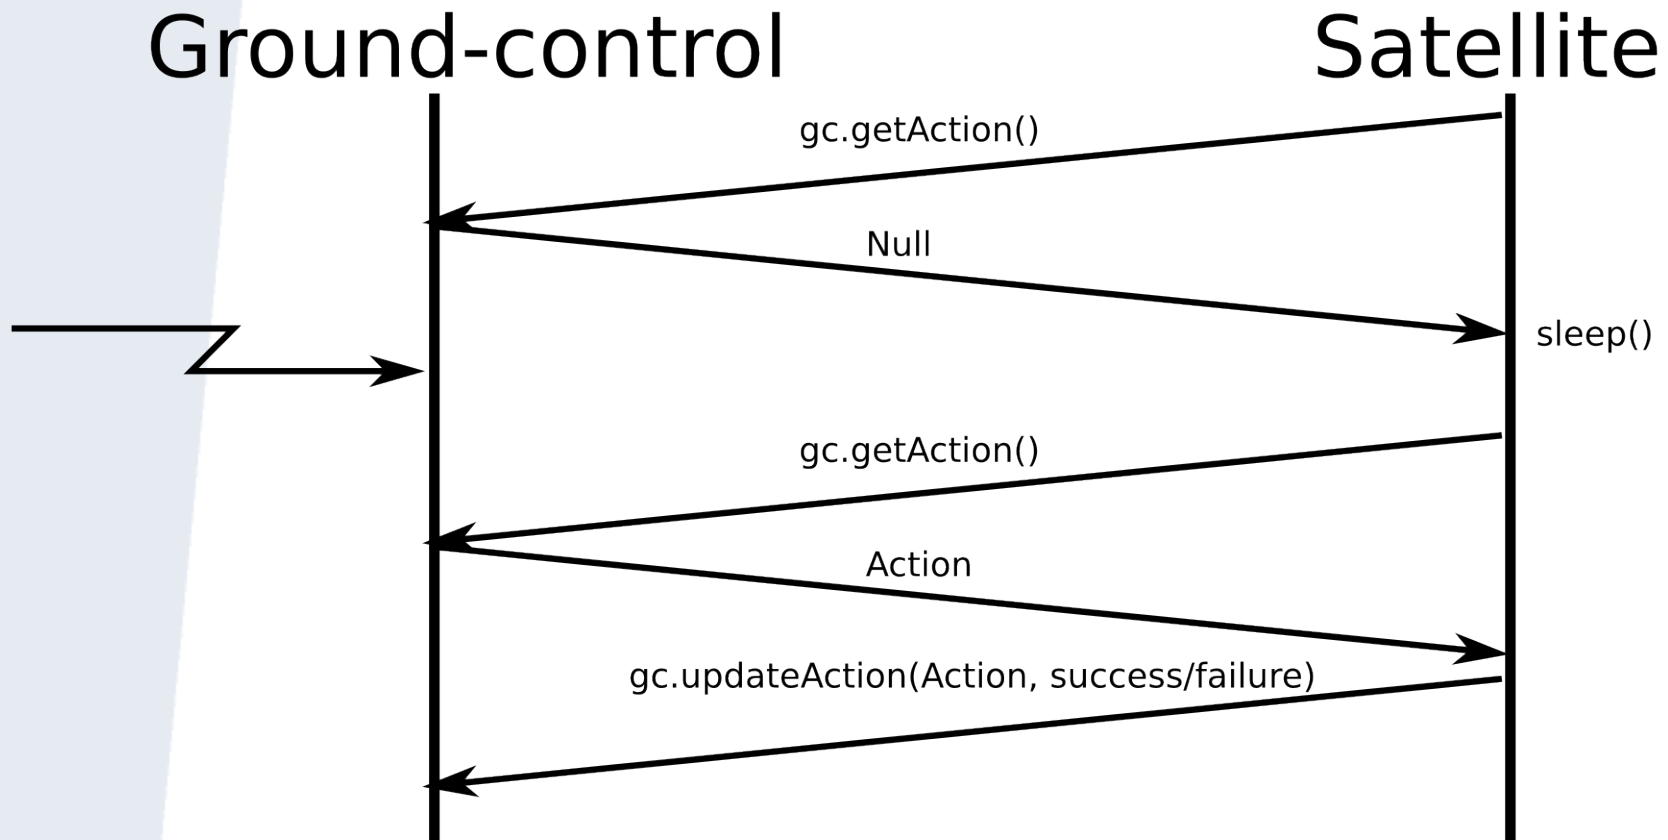 Ground-control
Satellite
gc.getAction()
Null
sleep()
gc.getAction()
Action
gc.updateAction(Action, success/failure)